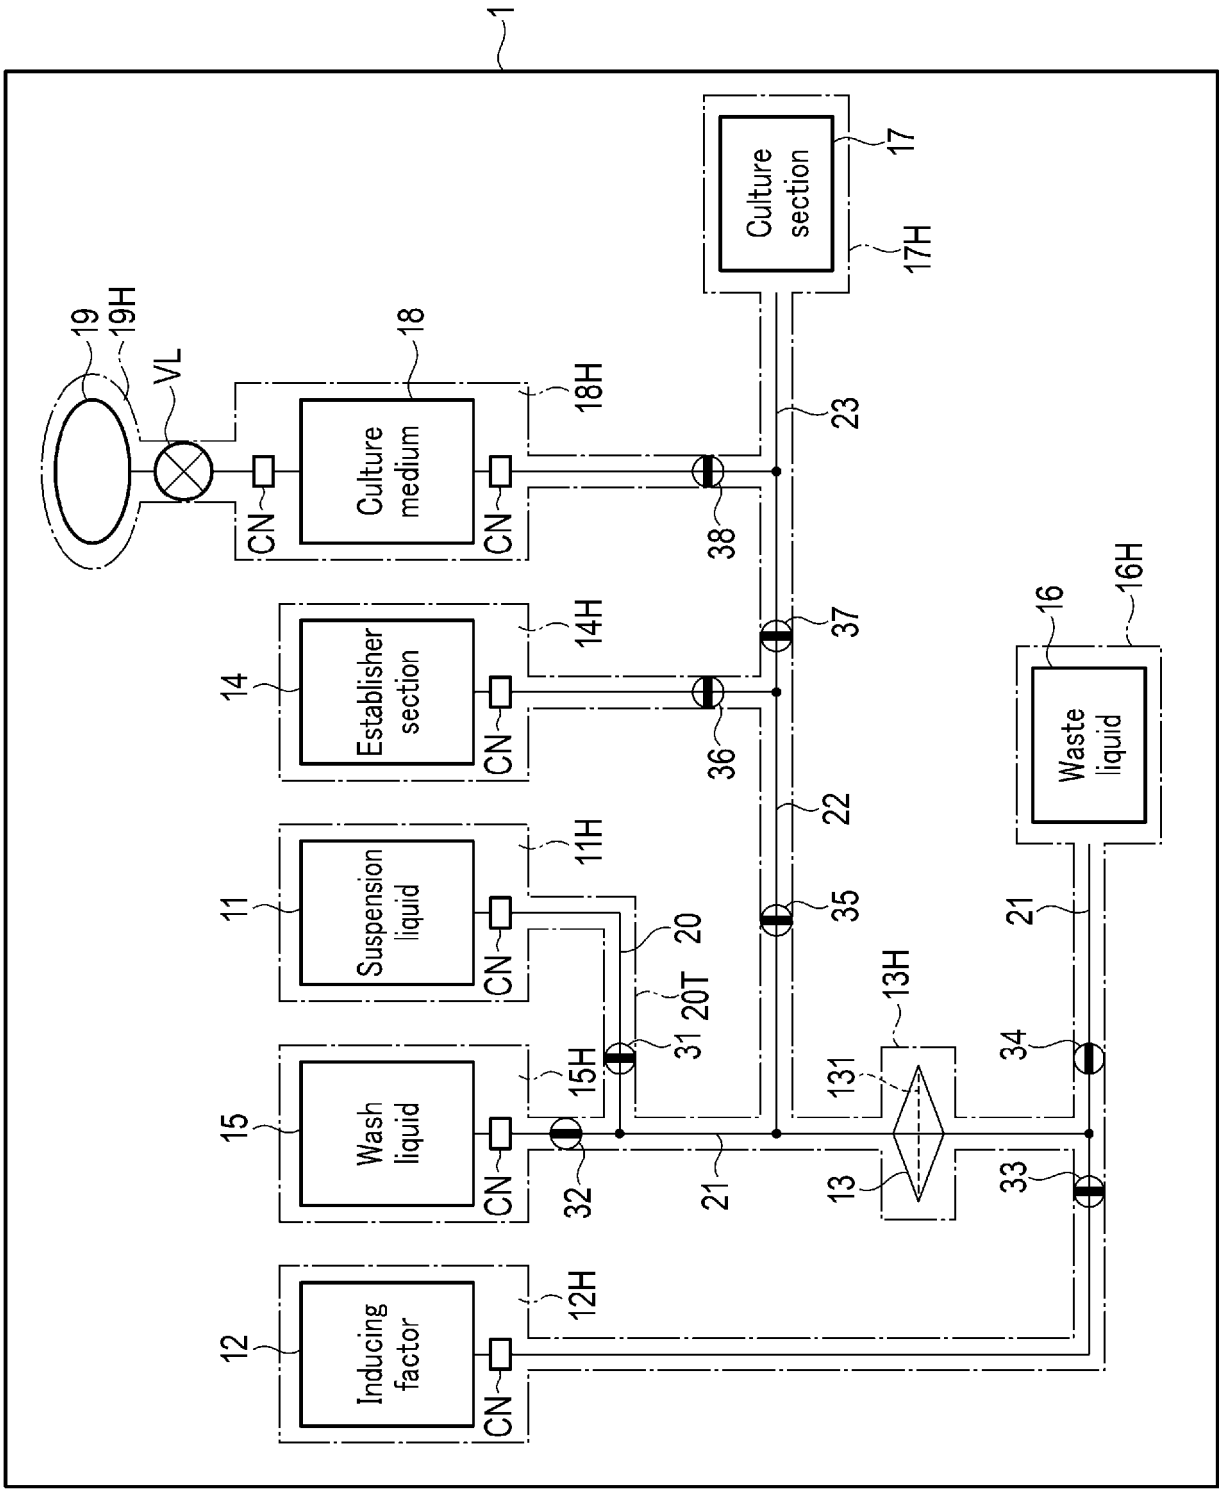 1
19
19H
VL
CN
Culture
medium
18
18H
CN
38
14
Establisher
section
14H
CN
36
37
Culture
section
17
17H
23
22
35
11
Suspension
liquid
11H
CN
20
20T
31
15
Wash
liquid
15H
CN
32
21
13
131
13H
33
34
21
Waste
liquid
16
16H
12
Inducing
factor
12H
CN